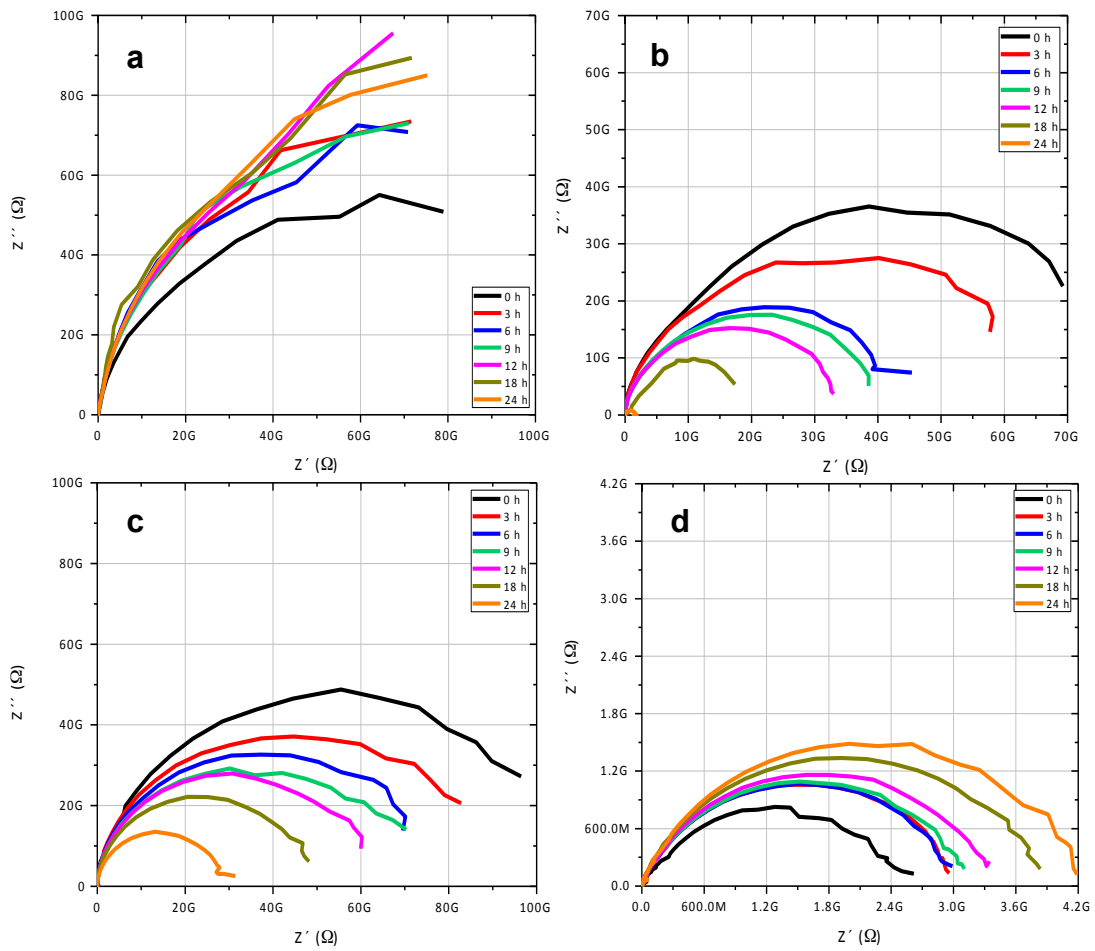 a
100G
80G
60G
40G
20G
0
0
20G
40G
60G
80G
100G
Z´´ (Ω)
Z´ (Ω)
0 h
3 h
6 h
9 h
12 h
18 h
24 h
b
70G
60G
50G
40G
30G
20G
10G
0
0
10G
20G
30G
40G
50G
60G
70G
Z´´ (Ω)
Z´ (Ω)
0 h
3 h
6 h
9 h
12 h
18 h
24 h
c
100G
80G
60G
40G
20G
0
0
20G
40G
60G
80G
100G
Z´´ (Ω)
Z´ (Ω)
0 h
3 h
6 h
9 h
12 h
18 h
24 h
d
4.2G
3.6G
3.0G
2.4G
1.8G
1.2G
600.0M
0.0
0.0
600.0M
1.2G
1.8G
2.4G
3.0G
3.6G
4.2G
Z´´ (Ω)
Z´ (Ω)
0 h
3 h
6 h
9 h
12 h
18 h
24 h